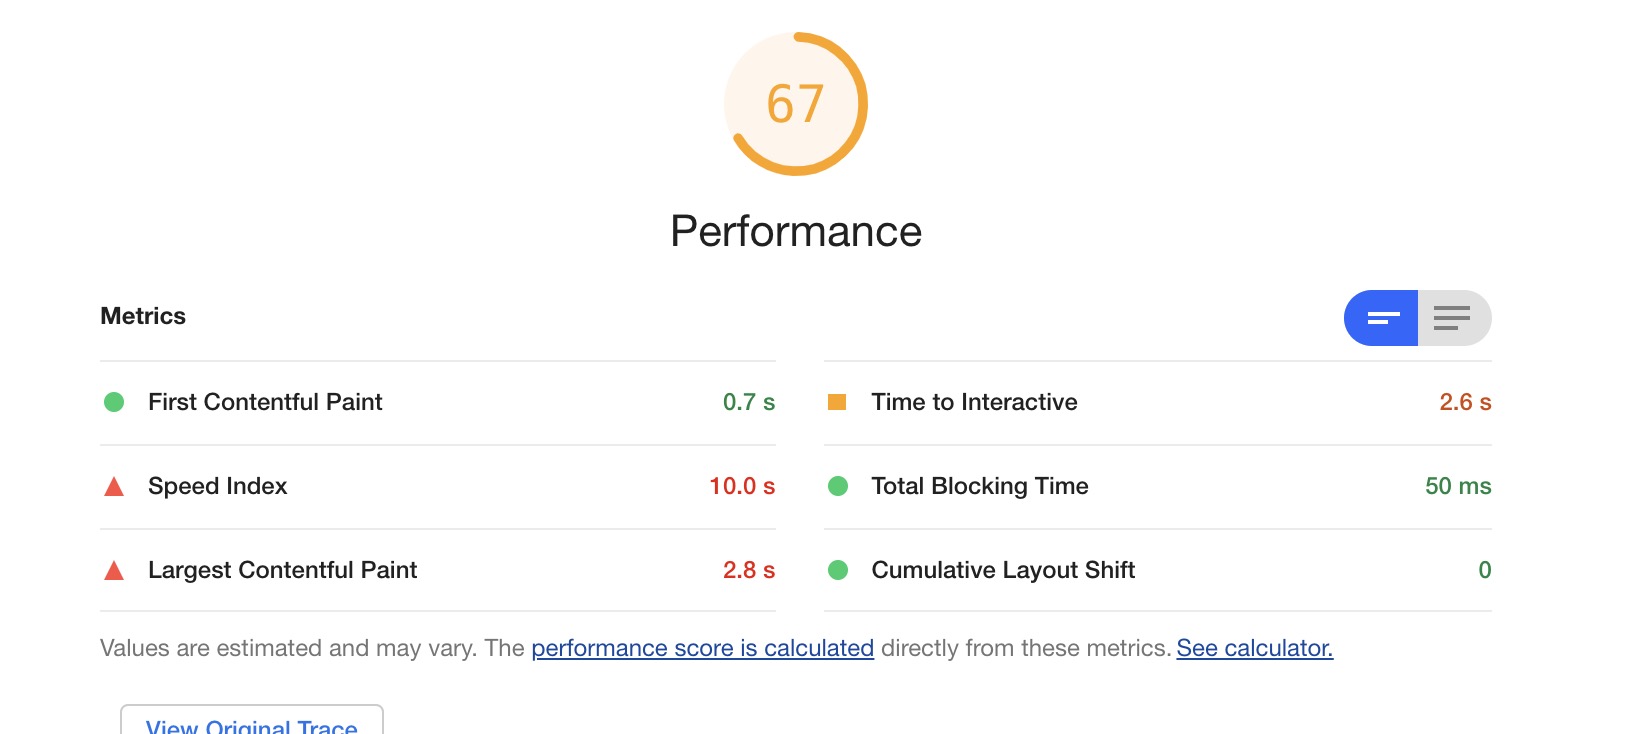 67
Performance
Metrics
First Contentful Paint 0.7 s
Time to Interactive 2.6 s
Speed Index 10.0 s
Total Blocking Time 50 ms
Largest Contentful Paint 2.8 s
Cumulative Layout Shift 0
Values are estimated and may vary. The performance score is calculated directly from these metrics. See calculator.
View Original Trace